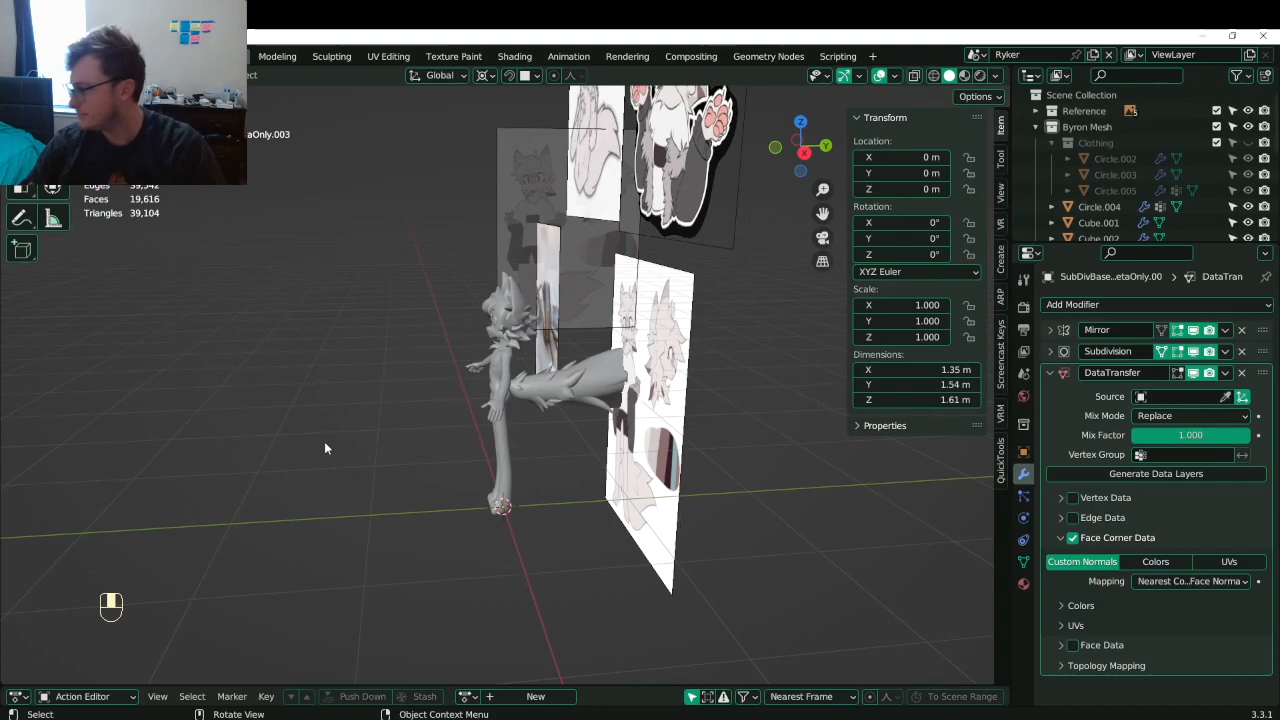 Modeling Sculpting UV Editing Texture Paint Shading Animation Rendering Compositing Geometry Nodes Scripting + Ryker ViewLayer
Global
Options
Scene Collection
Reference 5
Byron Mesh
Clothing
Circle.002
Circle.003
Circle.005
Circle.004
Cube.001
Cube.002
aOnly.003
Edges 39,342
Faces 19,616
Triangles 39,104
Z
Y
X
Transform
Location:
X 0 m
Y 0 m
Z 0 m
Rotation:
X 0°
Y 0°
Z 0°
XYZ Euler
Scale:
X 1.000
Y 1.000
Z 1.000
Dimensions:
X 1.35 m
Y 1.54 m
Z 1.61 m
Properties
Item
Tool
View
VR
Create
ARP
Screencast Keys
VRM
QuickTools
SubDivBase..etaOnly.00 > DataTran
Add Modifier
Mirror
Subdivision
DataTransfer
Source
Mix Mode Replace
Mix Factor 1.000
Vertex Group
Generate Data Layers
Vertex Data
Edge Data
Face Corner Data
Custom Normals Colors UVs
Mapping Nearest Co...Face Norma
Colors
UVs
Face Data
Topology Mapping
Action Editor View Select Marker Key Push Down Stash + New Nearest Frame To Scene Range
Select Rotate View Object Context Menu 3.3.1